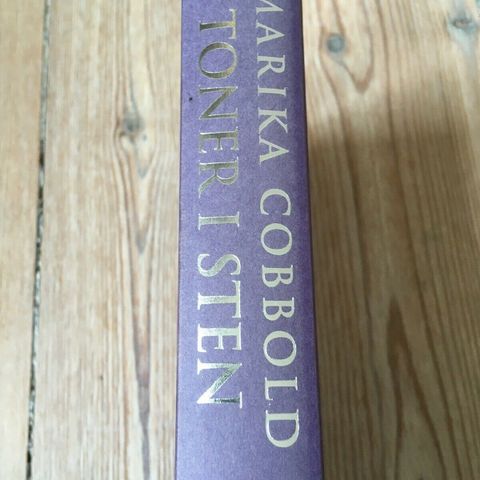 MARIKA COBBOLD
TONER I STEN